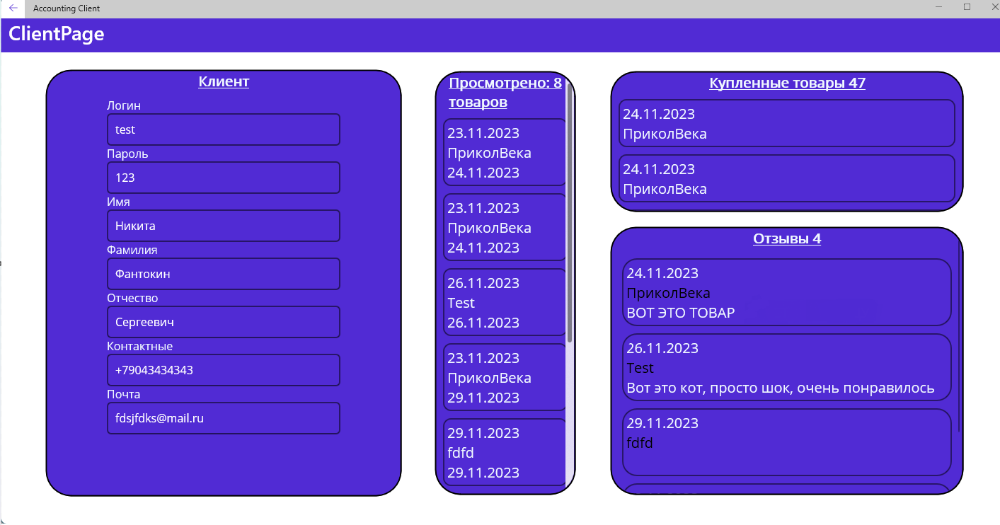 Accounting Client
ClientPage
Клиент
Логин
test
Пароль
123
Имя
Никита
Фамилия
Фантокин
Отчество
Сергеевич
Контактные
+79043434343
Почта
fdsjfdks@mail.ru
Просмотрено: 8
товаров
23.11.2023
ПриколВека
24.11.2023
23.11.2023
ПриколВека
24.11.2023
26.11.2023
Test
26.11.2023
23.11.2023
ПриколВека
29.11.2023
29.11.2023
fdfd
29.11.2023
Купленные товары 47
24.11.2023
ПриколВека
24.11.2023
ПриколВека
Отзывы 4
24.11.2023
ПриколВека
ВОТ ЭТО ТОВАР
26.11.2023
Test
Вот это кот, просто шок, очень понравилось
29.11.2023
fdfd